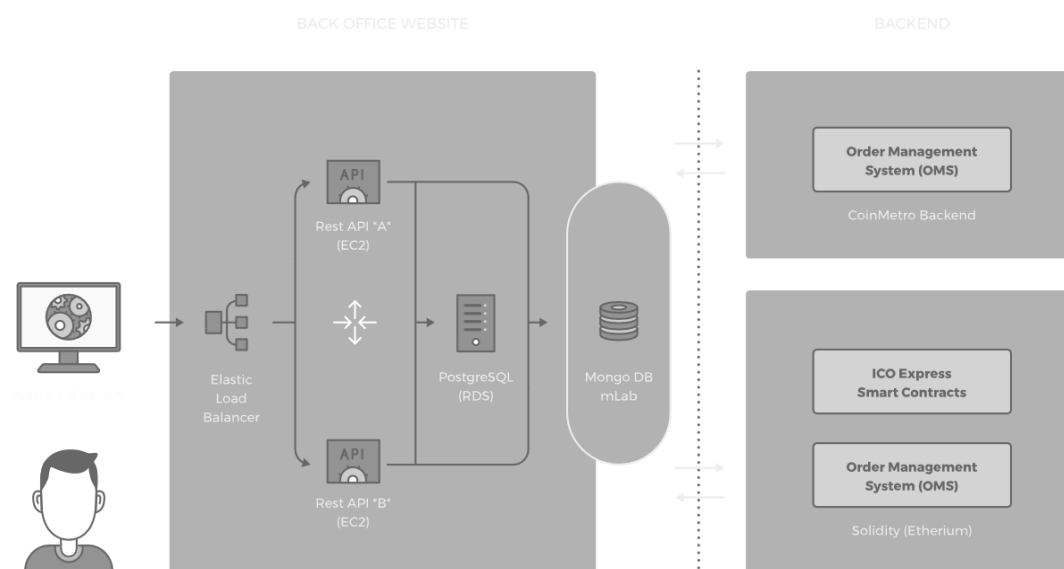 BACK OFFICE WEBSITE
BACKEND
API
Rest API "A"
(EC2)
Elastic
Load
Balancer
PostgreSQL
(RDS)
Mongo DB
mLab
API
Rest API "B"
(EC2)
Order Management
System (OMS)
CoinMetro Backend
ICO Express
Smart Contracts
Order Management
System (OMS)
Solidity (Etherium)